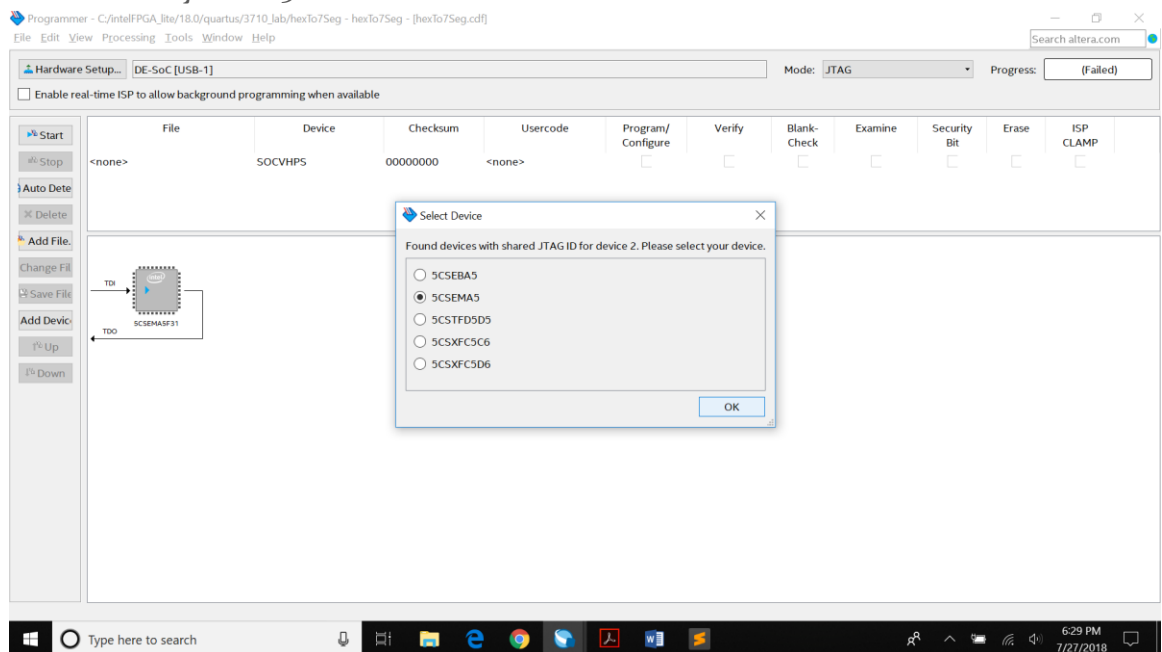 Programmer - C:/intelFPGA_lite/18.0/quartus/3710_lab/hexTo7Seg - hexTo7Seg - [hexTo7Seg.cdf]
File Edit View Processing Tools Window Help
Search altera.com
Hardware Setup... DE-SoC [USB-1] Mode: JTAG Progress: (Failed)
Enable real-time ISP to allow background programming when available
Start
Stop
Auto Dete
Delete
Add File.
Change Fil
Save File
Add Devic
Up
Down
File Device Checksum Usercode Program/ Verify Blank- Examine Security Erase ISP
Configure Check Bit CLAMP
<none> SOCVHPS 00000000 <none>
TDI
intel
TDO
5CSEMA5F31
Select Device
Found devices with shared JTAG ID for device 2. Please select your device.
5CSEBA5
5CSEMA5
5CSTFD5D5
5CSXFC5C6
5CSXFC5D6
OK
Type here to search
6:29 PM
7/27/2018